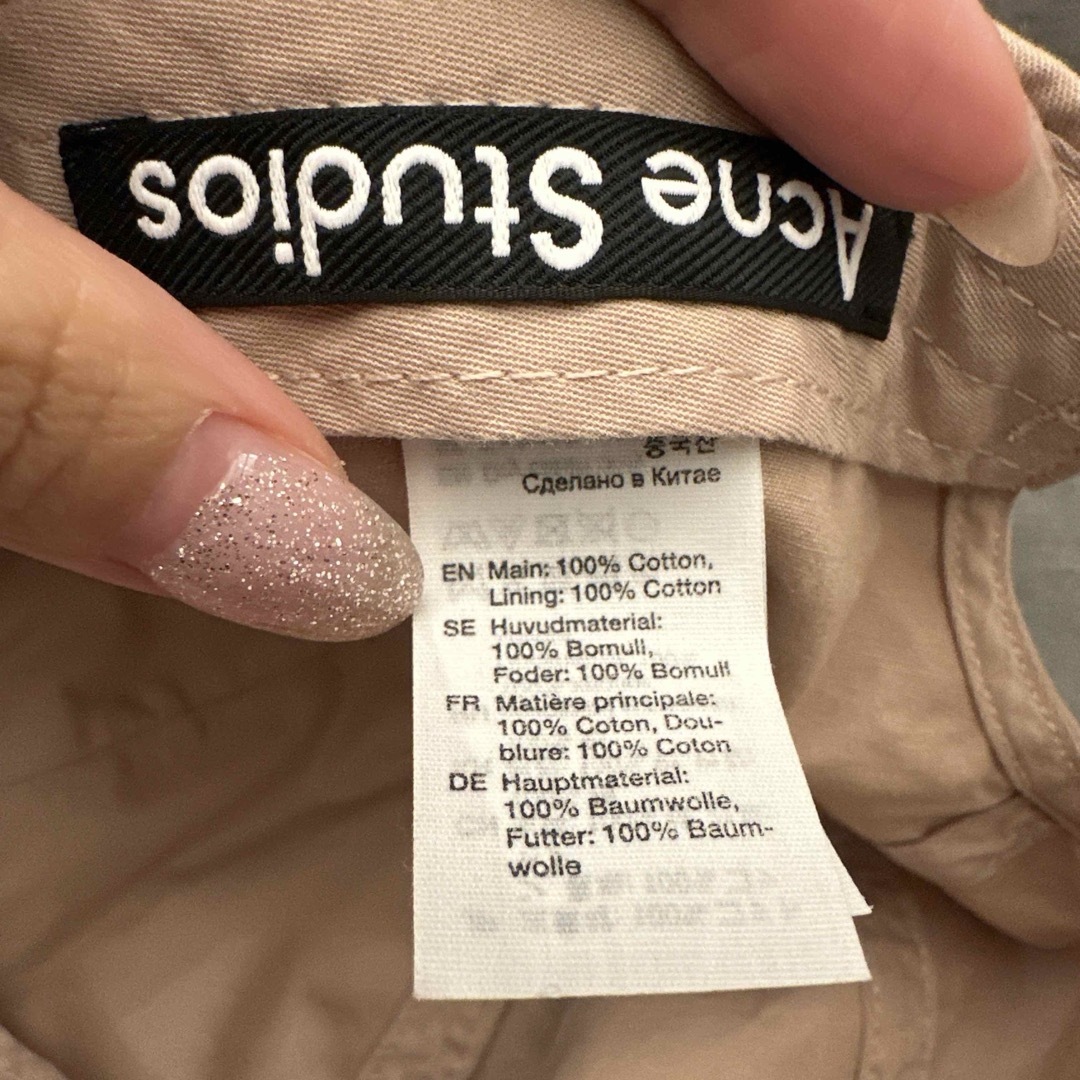 Acne Studios
중국산
Сделано в Китае
EN Main: 100% Cotton,
Lining: 100% Cotton
SE Huvudmaterial:
100% Bomull,
Foder: 100% Bomull
FR Matière principale:
100% Coton, Dou-
blure: 100% Coton
DE Hauptmaterial:
100% Baumwolle,
Futter: 100% Baum-
wolle